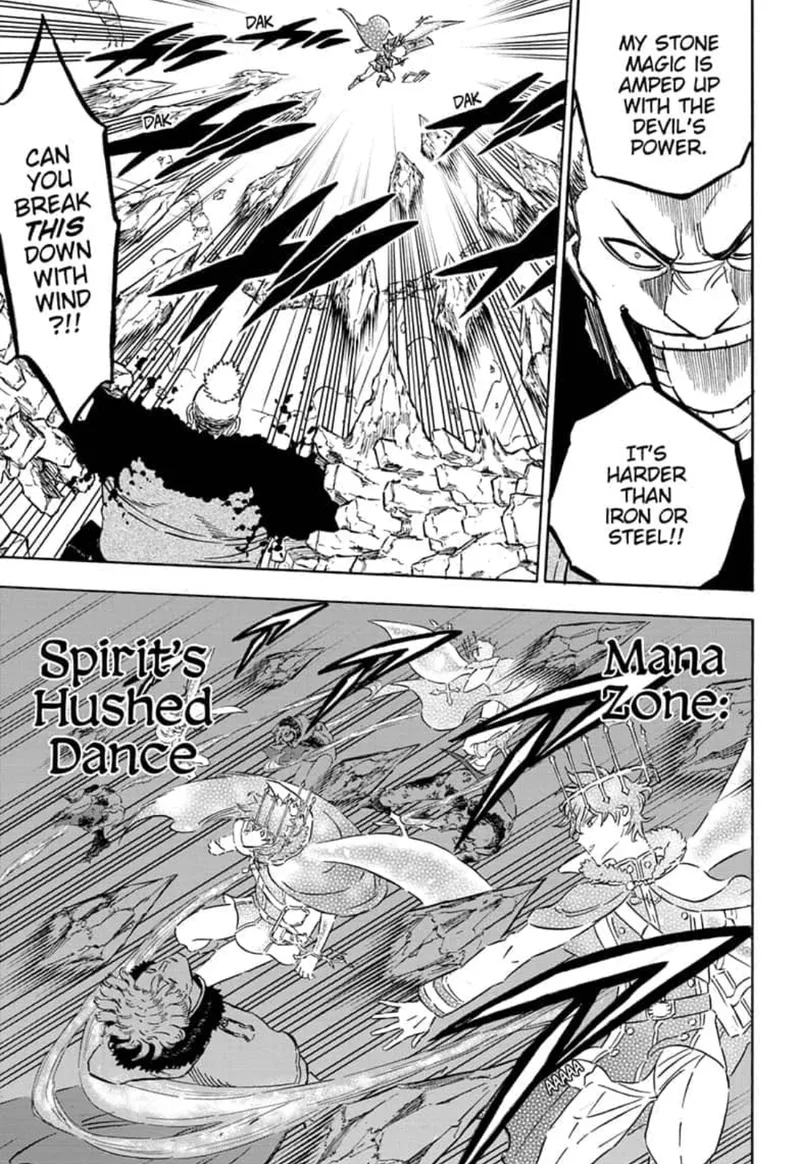 MY STONE
MAGIC IS
AMPED UP
WITH THE
DEVIL'S
POWER.
IT'S
HARDER
THAN
IRON OR
STEEL!!
DAK
DAK
DAK
DAK
CAN
YOU
BREAK
THIS
DOWN
WITH
WIND
?!!
Mana
Zone:
Spirit's
Hushed
Dance
AAAAA